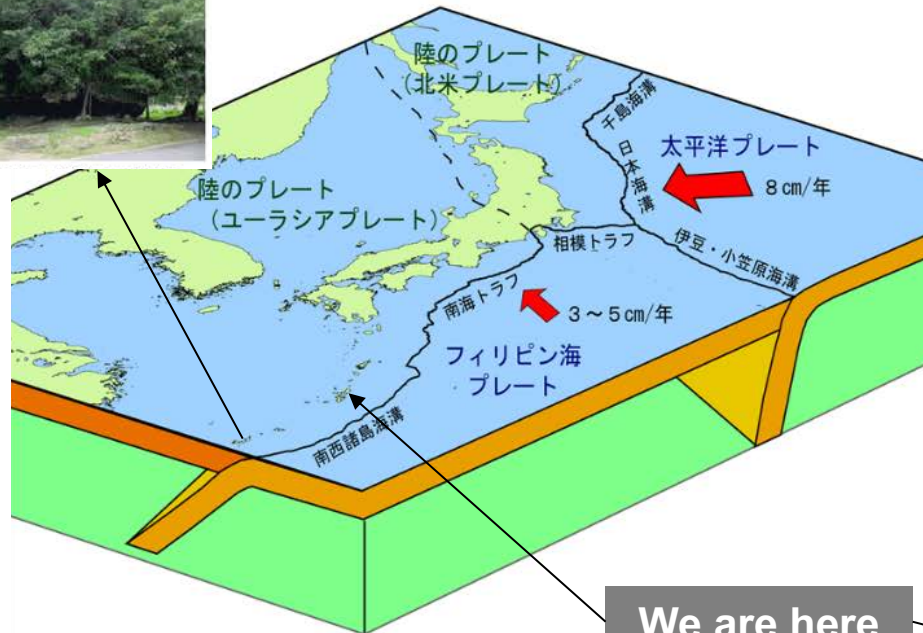 陸のプレート
（北米プレート）
千島海溝
日本海溝
太平洋プレート
8㎝/年
陸のプレート
（ユーラシアプレート）
相模トラフ
伊豆・小笠原海溝
南海トラフ
3～5㎝/年
フィリピン海
プレート
南西諸島海溝
We are here